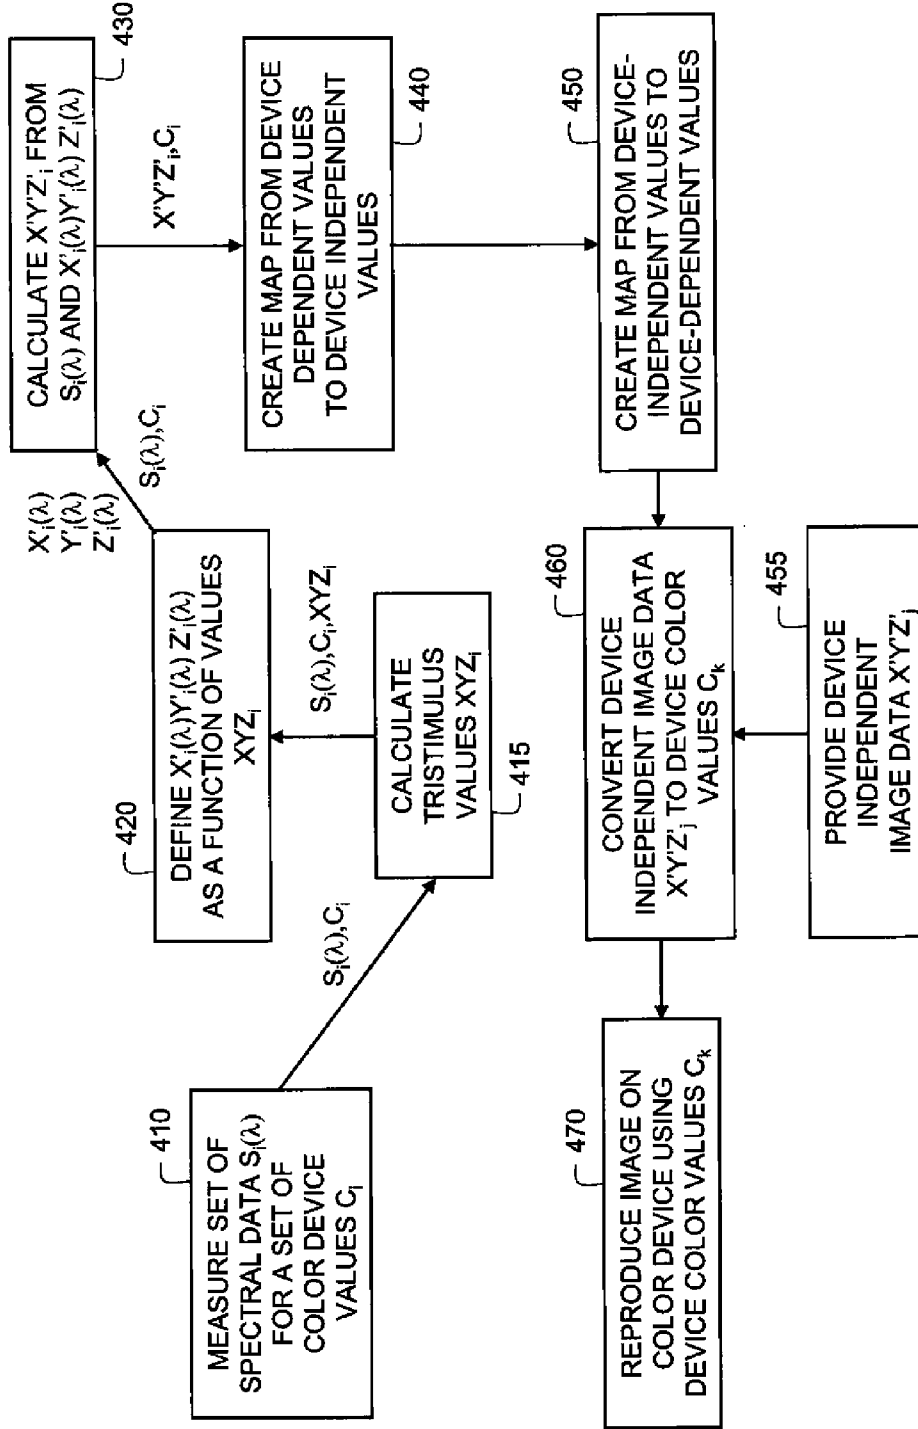 410
MEASURE SET OF
SPECTRAL DATA Sᵢ(λ)
FOR A SET OF
COLOR DEVICE
VALUES Cᵢ
Sᵢ(λ),Cᵢ
CALCULATE
TRISTIMULUS
VALUES XYZᵢ
415
Sᵢ(λ),Cᵢ,XYZᵢ
420
DEFINE X'ᵢ(λ)Y'ᵢ(λ) Z'ᵢ(λ)
AS A FUNCTION OF VALUES
XYZᵢ
X'ᵢ(λ)
Y'ᵢ(λ)
Z'ᵢ(λ)
Sᵢ(λ),Cᵢ
430
CALCULATE X'Y'Z'ᵢ FROM
Sᵢ(λ) AND X'ᵢ(λ)Y'ᵢ(λ) Z'ᵢ(λ)
X'Y'Z'ᵢ,Cᵢ
440
CREATE MAP FROM DEVICE
DEPENDENT VALUES
TO DEVICE INDEPENDENT
VALUES
450
CREATE MAP FROM DEVICE-
INDEPENDENT VALUES TO
DEVICE-DEPENDENT VALUES
455
PROVIDE DEVICE
INDEPENDENT
IMAGE DATA X'Y'Z'ⱼ
460
CONVERT DEVICE
INDEPENDENT IMAGE DATA
X'Y'Z'ⱼ TO DEVICE COLOR
VALUES Cₖ
470
REPRODUCE IMAGE ON
COLOR DEVICE USING
DEVICE COLOR VALUES Cₖ